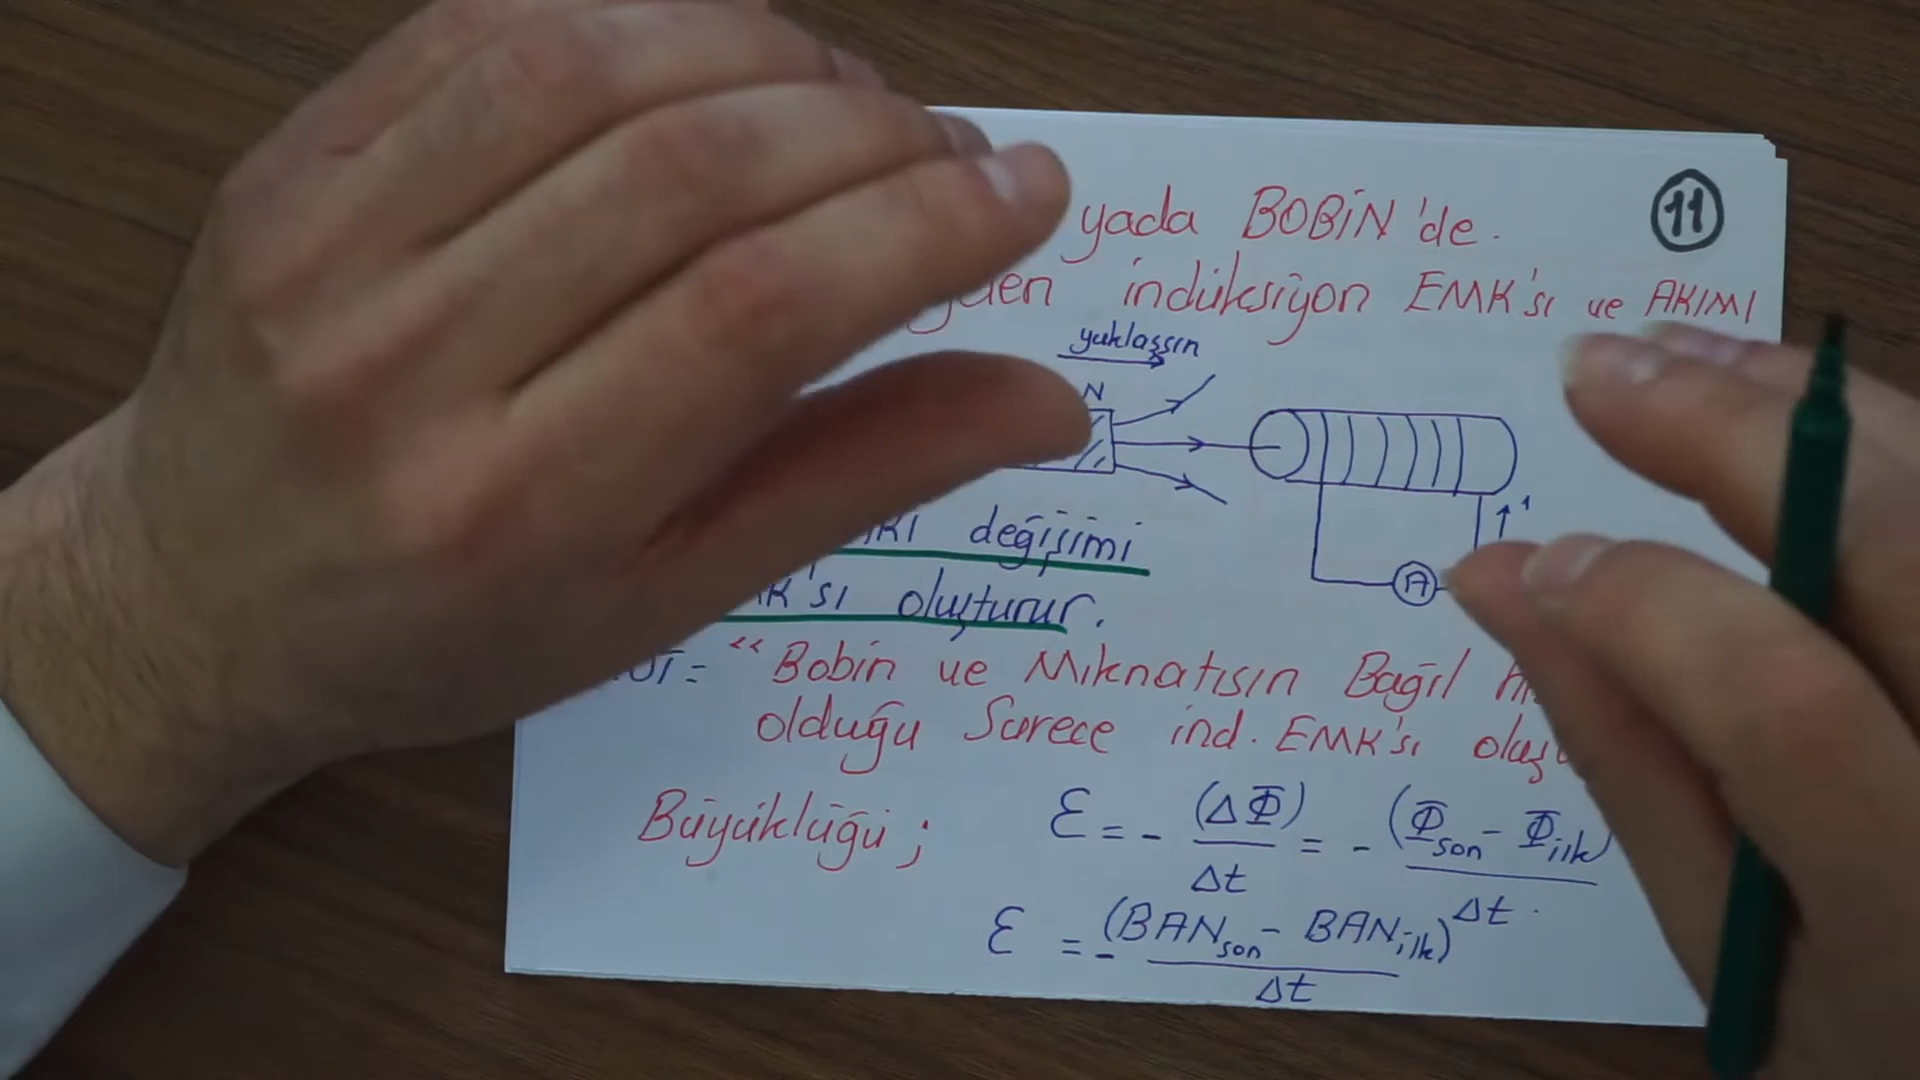 yada BOBİN'de.
11
indüksiyon EMK'sı ve AKIMI
yaklaşsın
N
değişimi
A
oluşturur.
"Bobin ve Mıknatısın Bağıl
olduğu Sürece ind. EMK'sı
Büyüklüğü ;
ε = - (ΔΦ) / Δt = - (Φson - Φilk) / Δt
ε = - (BANson - BANilk) / Δt